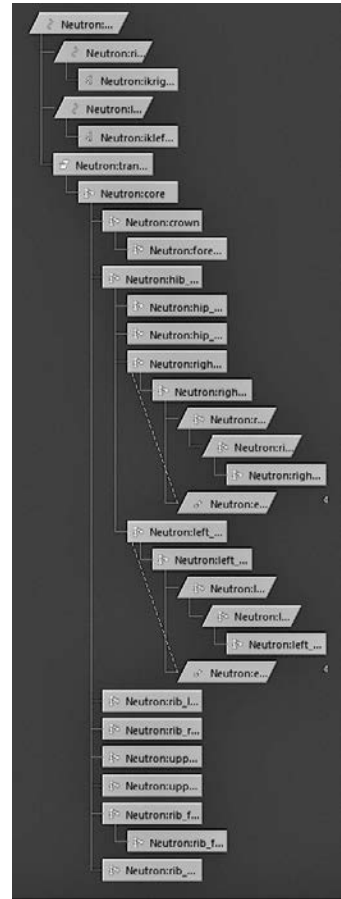 Neutron:...
Neutron:ri...
Neutron:ikrig...
Neutron:l...
Neutron:iklef...
Neutron:tran...
Neutron:core
Neutron:crown
Neutron:fore...
Neutron:hib_...
Neutron:hip_...
Neutron:hip_...
Neutron:righ...
Neutron:righ...
Neutron:r...
Neutron:ri...
Neutron:righ...
Neutron:e... 4
Neutron:left_...
Neutron:left_...
Neutron:l...
Neutron:l...
Neutron:left_...
Neutron:e... 4
Neutron:rib_l...
Neutron:rib_r...
Neutron:upp...
Neutron:upp...
Neutron:rib_f...
Neutron:rib_f...
Neutron:rib_...